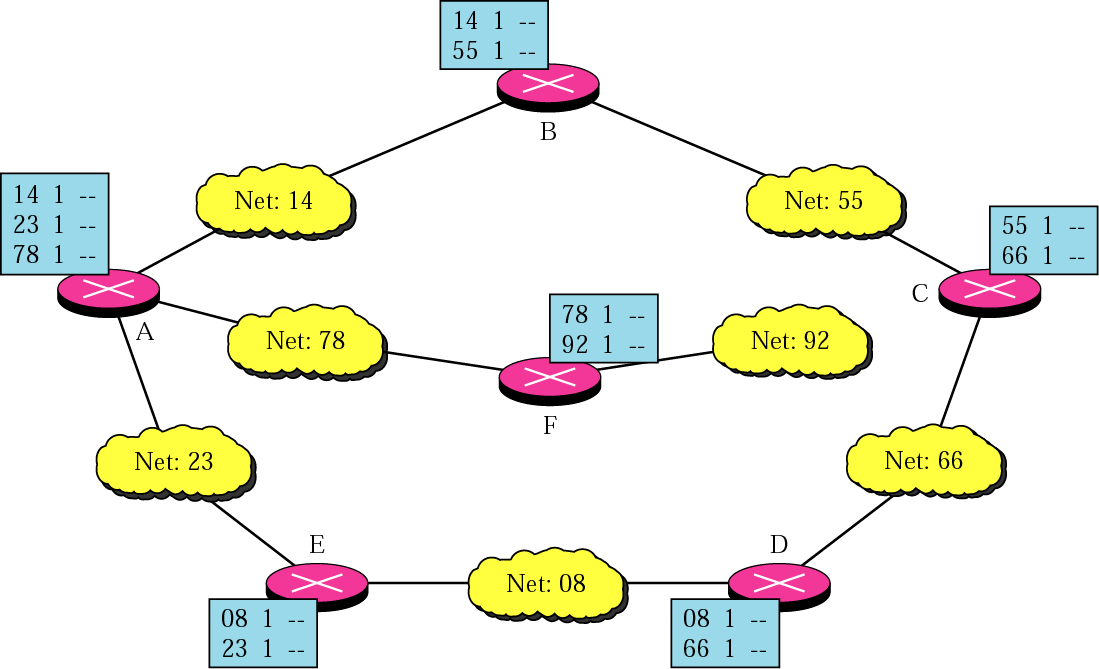 14 1 --
55 1 --
B
14 1 --
23 1 --
78 1 --
Net: 14
Net: 55
55 1 --
66 1 --
A
C
Net: 78
78 1 --
92 1 --
Net: 92
F
Net: 23
Net: 66
E
D
Net: 08
08 1 --
23 1 --
08 1 --
66 1 --